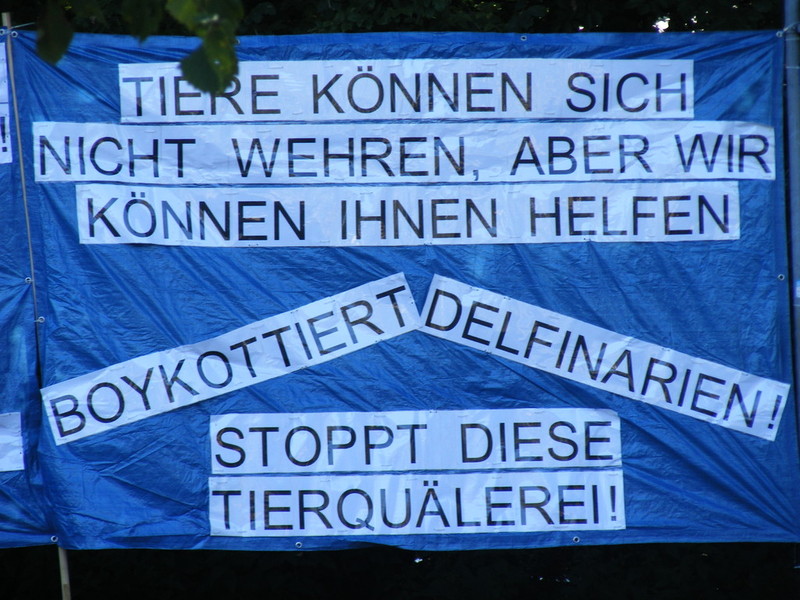 TIERE KÖNNEN SICH
NICHT WEHREN, ABER WIR
KÖNNEN IHNEN HELFEN
BOYKOTTIERT DELFINARIEN!
STOPPT DIESE
TIERQUÄLEREI!